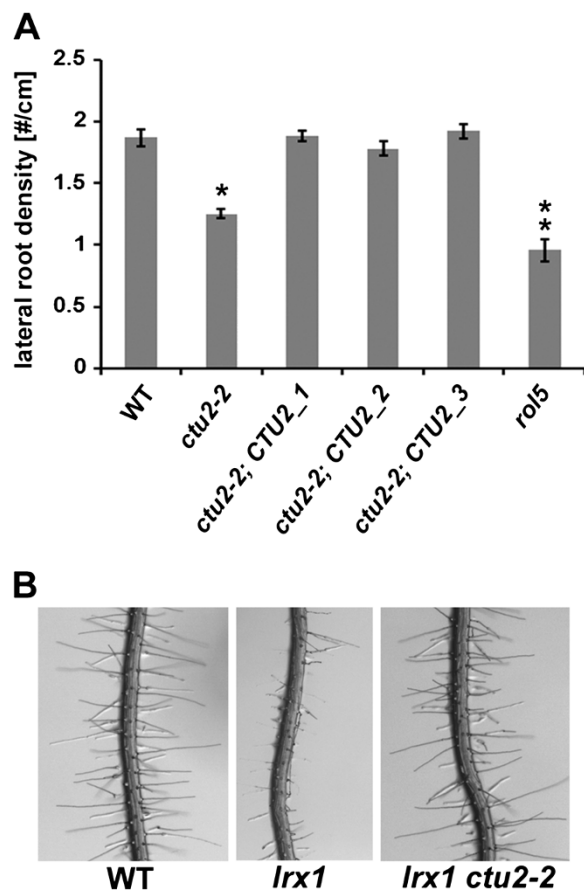 A
lateral root density [#/cm]
2.5
2
1.5
1
0.5
0
*
*
*
WT
ctu2-2
ctu2-2; CTU2_1
ctu2-2; CTU2_2
ctu2-2; CTU2_3
rol5
B
WT
lrx1
lrx1 ctu2-2